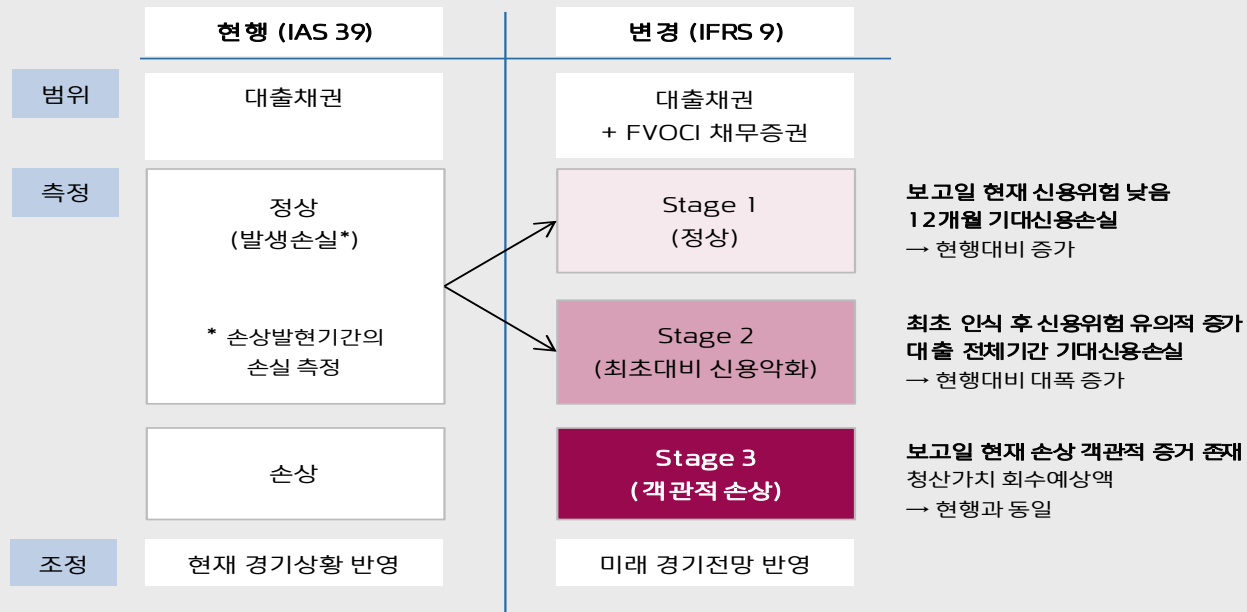 현행 (IAS 39)
변경 (IFRS 9)
범위
대출채권
대출채권
+ FVOCI 채무증권
측정
정상
(발생손실*)
* 손상발현기간의
손실 측정
Stage 1
(정상)
보고일 현재 신용위험 낮음
12개월 기대신용손실
→ 현행대비 증가
Stage 2
(최초대비 신용악화)
최초 인식 후 신용위험 유의적 증가
대출 전체기간 기대신용손실
→ 현행대비 대폭 증가
손상
Stage 3
(객관적 손상)
보고일 현재 손상 객관적 증거 존재
청산가치 회수예상액
→ 현행과 동일
조정
현재 경기상황 반영
미래 경기전망 반영